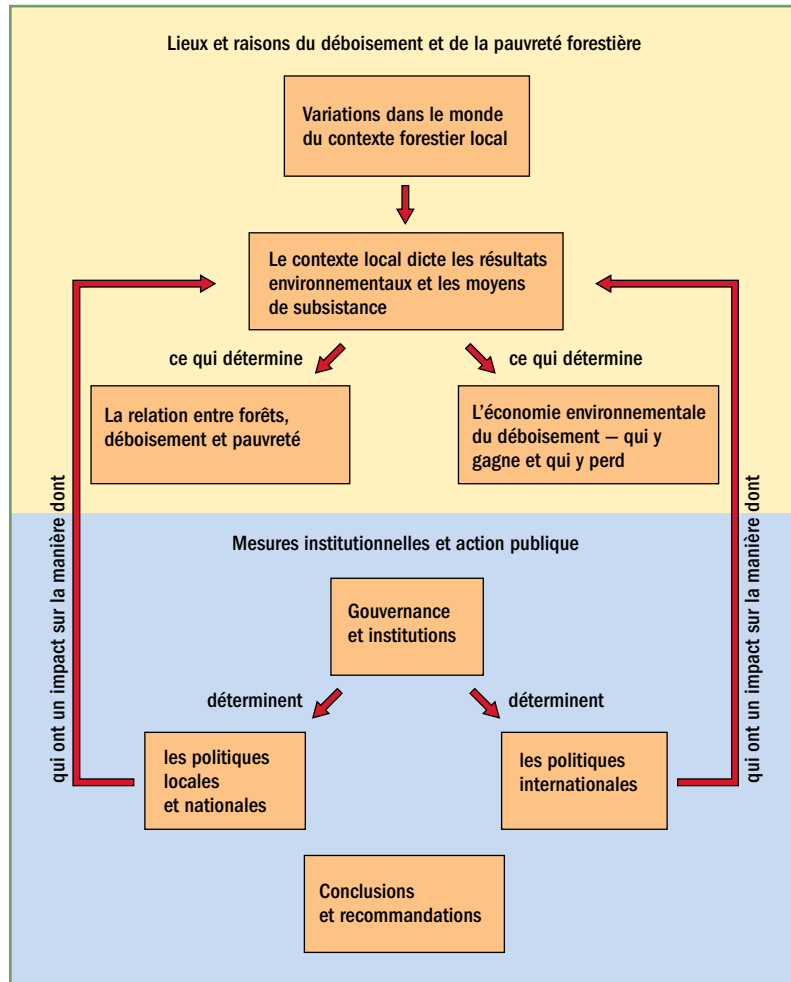 Lieux et raisons du déboisement et de la pauvreté forestière
Variations dans le monde
du contexte forestier local
Le contexte local dicte les résultats
environnementaux et les moyens
de subsistance
ce qui détermine
ce qui détermine
La relation entre forêts,
déboisement et pauvreté
L'économie environnementale
du déboisement — qui y
gagne et qui y perd
qui ont un impact sur la manière dont
qui ont un impact sur la manière dont
Mesures institutionnelles et action publique
Gouvernance
et institutions
déterminent
déterminent
les politiques
locales
et nationales
les politiques
internationales
Conclusions
et recommandations